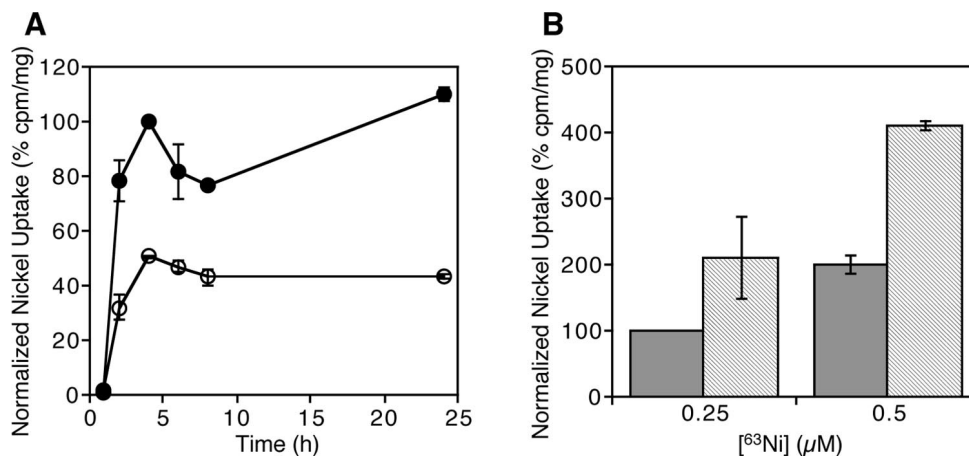 A
Normalized Nickel Uptake (% cpm/mg)
120
100
80
60
40
20
0
0 5 10 15 20 25
Time (h)
B
Normalized Nickel Uptake (% cpm/mg)
500
400
300
200
100
0
0.25 0.5
[⁶³Ni] (µM)